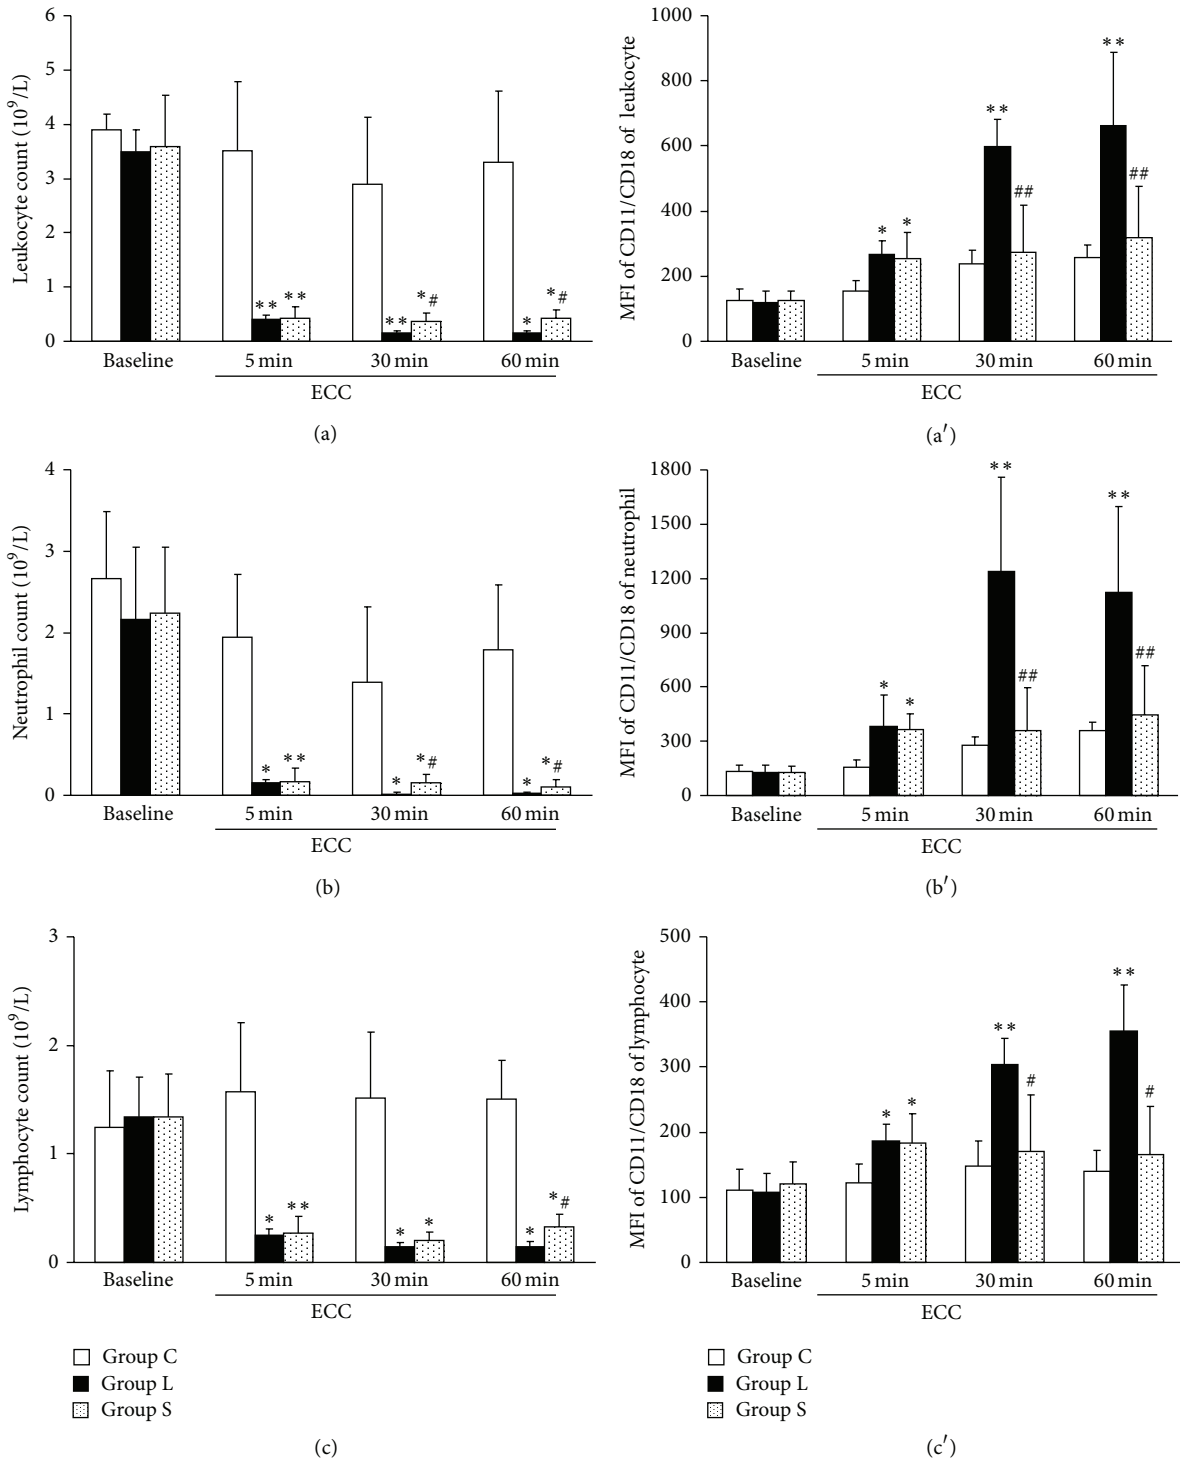 6
5
4
3
2
1
0
Leukocyte count (10⁹/L)
** **
** *#
* *#
Baseline 5 min 30 min 60 min
ECC
(a)
1000
800
600
400
200
0
MFI of CD11/CD18 of leukocyte
* *
** ##
** ##
Baseline 5 min 30 min 60 min
ECC
(a′)
4
3
2
1
0
Neutrophil count (10⁹/L)
* **
* *#
* *#
Baseline 5 min 30 min 60 min
ECC
(b)
1800
1500
1200
900
600
300
0
MFI of CD11/CD18 of neutrophil
* *
** ##
** ##
Baseline 5 min 30 min 60 min
ECC
(b′)
3
2
1
0
Lymphocyte count (10⁹/L)
* **
* *
* *#
Baseline 5 min 30 min 60 min
ECC
Group C
Group L
Group S
(c)
500
400
300
200
100
0
MFI of CD11/CD18 of lymphocyte
* *
** #
** #
Baseline 5 min 30 min 60 min
ECC
Group C
Group L
Group S
(c′)